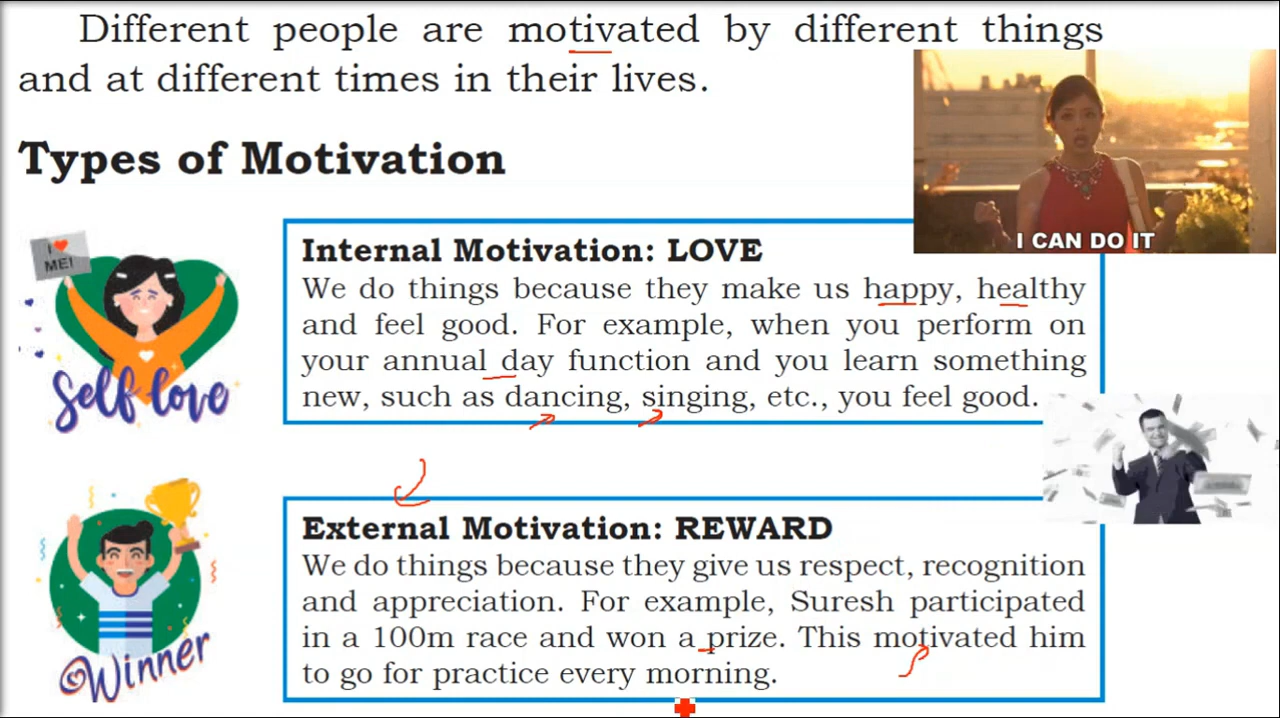 Different people are motivated by different things
and at different times in their lives.
Types of Motivation
I ♥
ME!
Self love
Internal Motivation: LOVE
We do things because they make us happy, healthy
and feel good. For example, when you perform on
your annual day function and you learn something
new, such as dancing, singing, etc., you feel good.
I CAN DO IT
Winner
External Motivation: REWARD
We do things because they give us respect, recognition
and appreciation. For example, Suresh participated
in a 100m race and won a prize. This motivated him
to go for practice every morning.